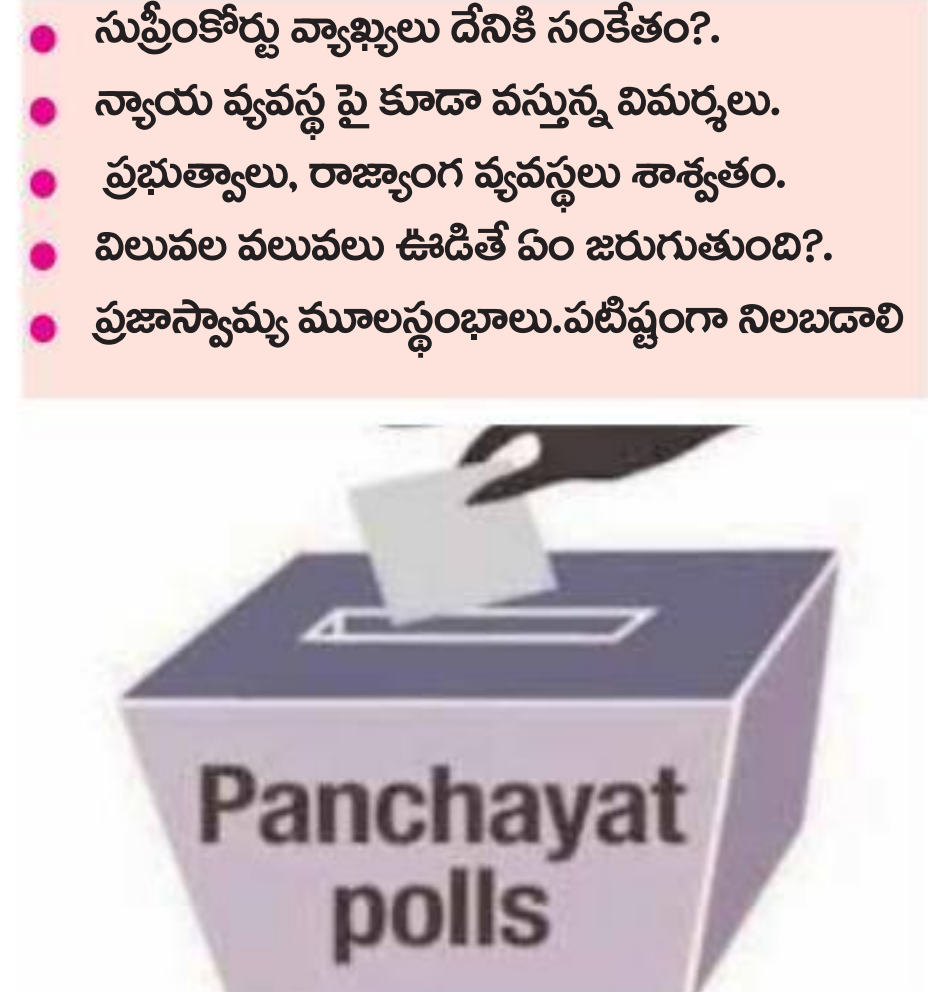 సుప్రీంకోర్టు వ్యాఖ్యలు దేనికి సంకేతం?.
న్యాయ వ్యవస్థ పై కూడా వస్తున్న విమర్శలు.
ప్రభుత్వాలు, రాజ్యాంగ వ్యవస్థలు శాశ్వతం.
విలువల వలువలు ఊడితే ఏం జరుగుతుంది?.
ప్రజాస్వామ్య మూలస్థంభాలు.పటిష్టంగా నిలబడాలి
Panchayat
polls